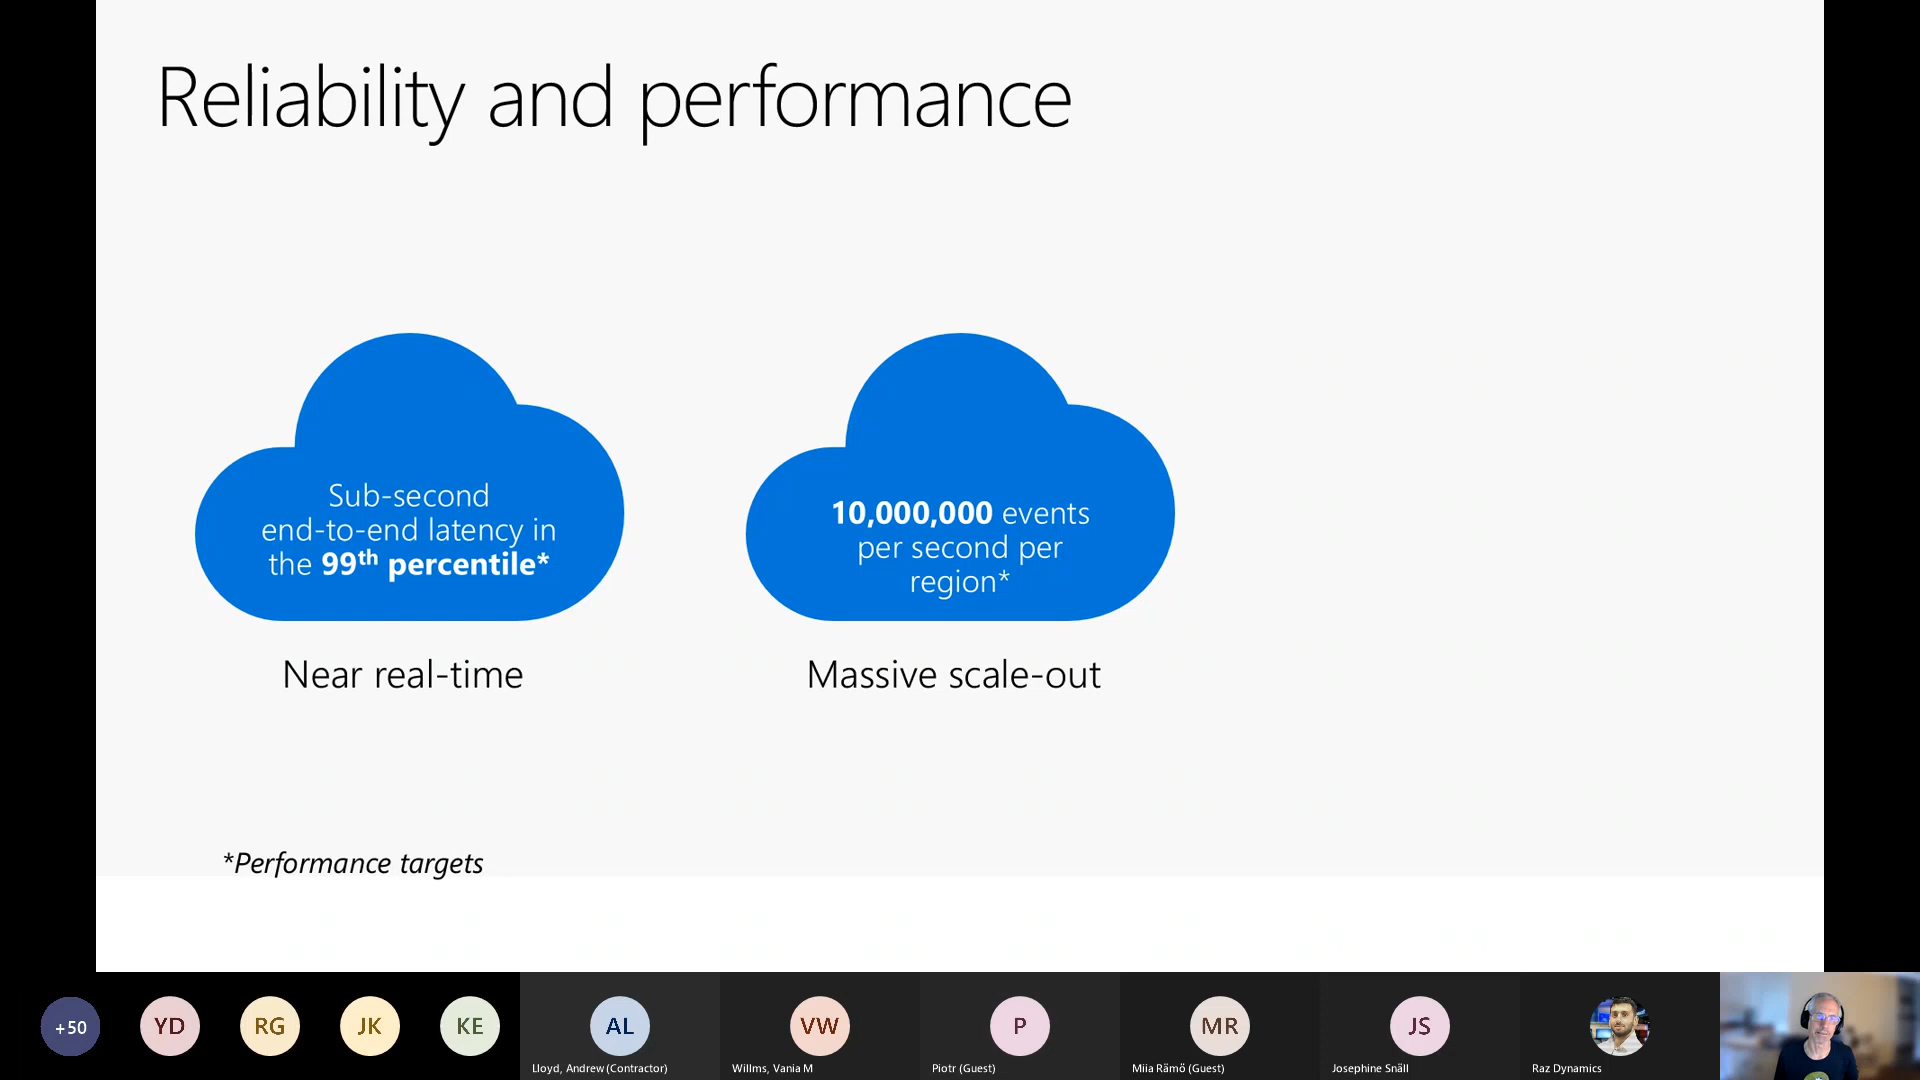 Reliability and performance
Sub-second
end-to-end latency in
the 99th percentile*
10,000,000 events
per second per
region*
Near real-time
Massive scale-out
*Performance targets
+50
YD
RG
JK
KE
AL
VW
P
MR
JS
Lloyd, Andrew (Contractor)
Willms, Vania M
Piotr (Guest)
Miia Rämö (Guest)
Josephine Snäll
Raz Dynamics